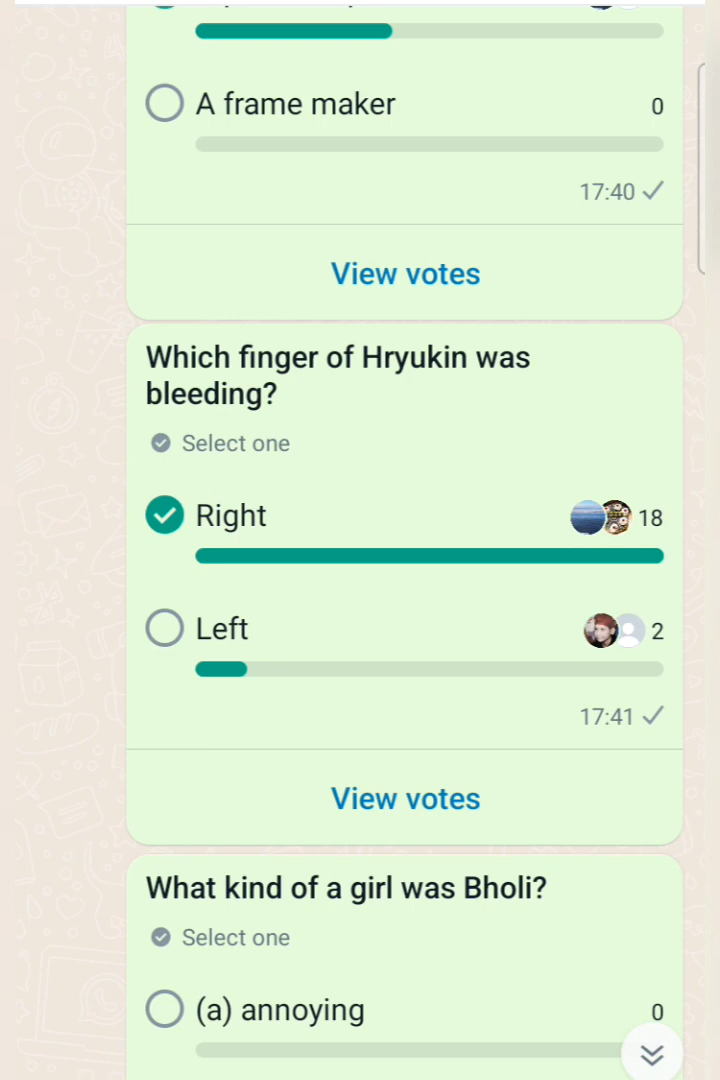 A frame maker 0
17:40
View votes
Which finger of Hryukin was
bleeding?
Select one
Right 18
Left 2
17:41
View votes
What kind of a girl was Bholi?
Select one
(a) annoying 0